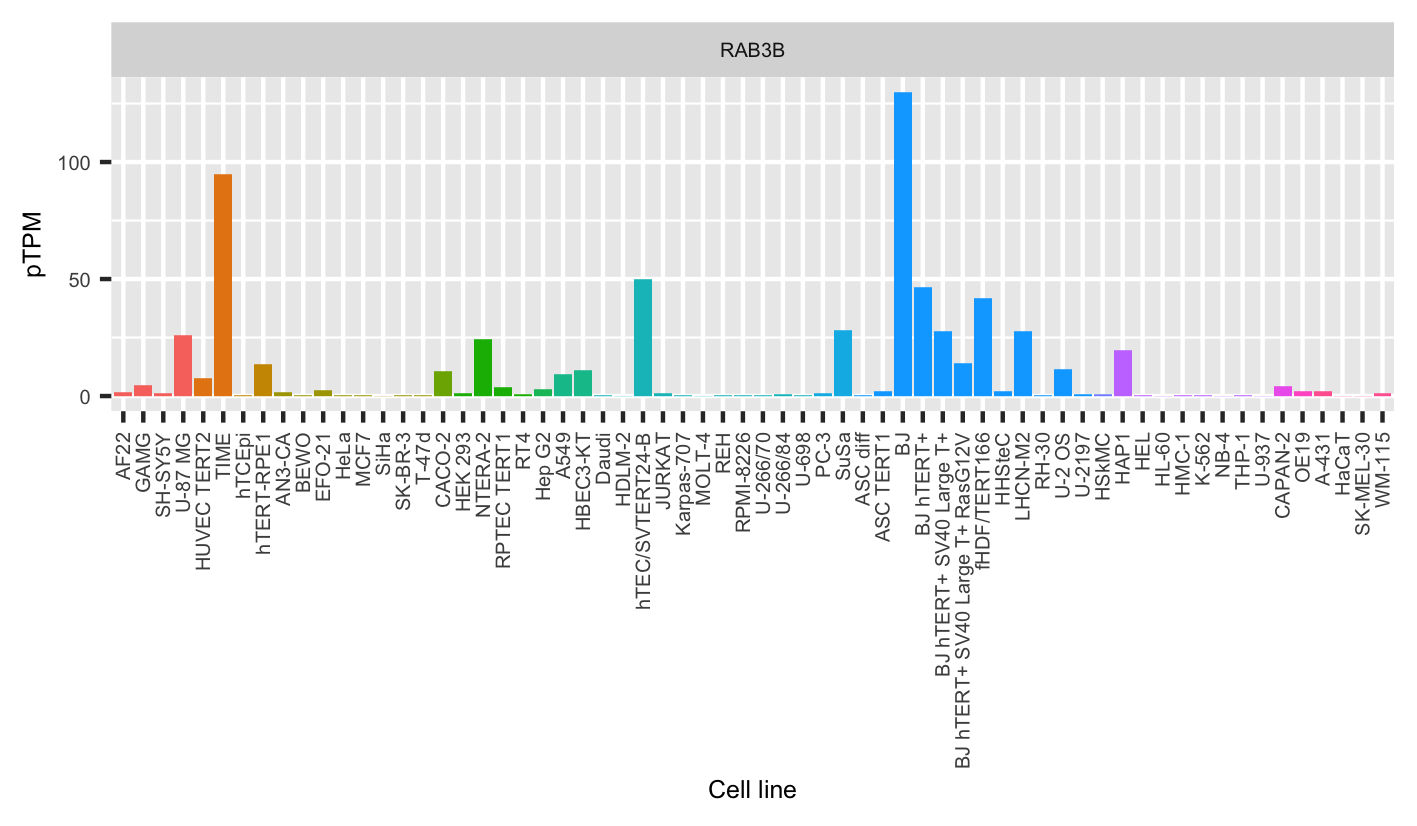 RAB3B
pTPM
100
50
0
AF22
GAMG
SH-SY5Y
U-87 MG
HUVEC TERT2
TIME
hTCEpi
hTERT-RPE1
AN3-CA
BEWO
EFO-21
HeLa
MCF7
SiHa
SK-BR-3
T-47d
CACO-2
HEK 293
NTERA-2
RPTEC TERT1
RT4
Hep G2
A549
HBEC3-KT
Daudi
HDLM-2
hTEC/SVTERT24-B
JURKAT
Karpas-707
MOLT-4
REH
RPMI-8226
U-266/70
U-266/84
U-698
PC-3
SuSa
ASC diff
ASC TERT1
BJ
BJ hTERT+
BJ hTERT+ SV40 Large T+
BJ hTERT+ SV40 Large T+ RasG12V
fHDF/TERT166
HHSteC
LHCN-M2
RH-30
U-2 OS
U-2197
HSkMC
HAP1
HEL
HL-60
HMC-1
K-562
NB-4
THP-1
U-937
CAPAN-2
OE19
A-431
HaCaT
SK-MEL-30
WM-115
Cell line